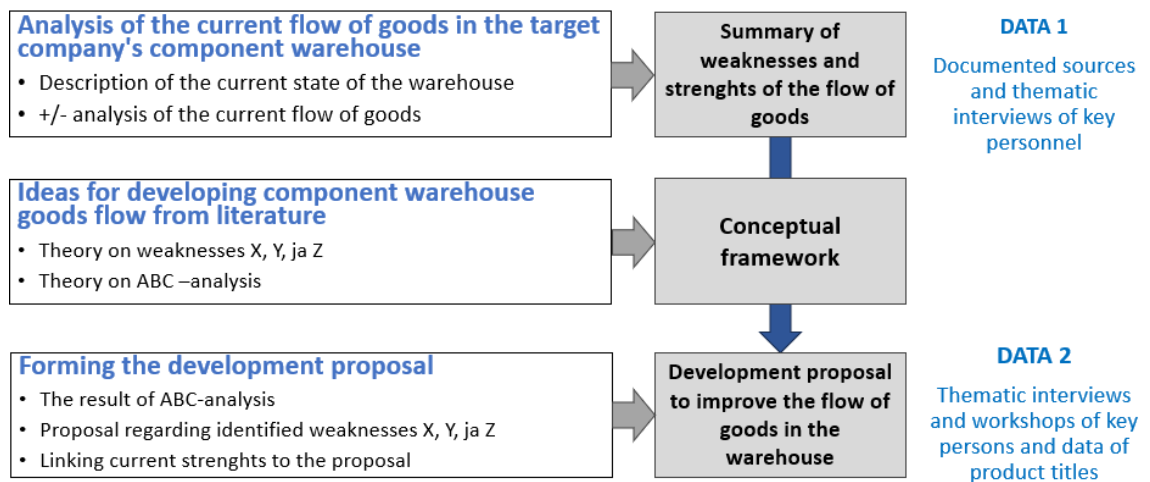 Analysis of the current flow of goods in the target
company's component warehouse
• Description of the current state of the warehouse
• +/- analysis of the current flow of goods
Summary of
weaknesses and
strenghts of the flow of
goods
DATA 1
Documented sources
and thematic
interviews of key
personnel
Ideas for developing component warehouse
goods flow from literature
• Theory on weaknesses X, Y, ja Z
• Theory on ABC –analysis
Conceptual
framework
Forming the development proposal
• The result of ABC-analysis
• Proposal regarding identified weaknesses X, Y, ja Z
• Linking current strenghts to the proposal
Development proposal
to improve the flow of
goods in the
warehouse
DATA 2
Thematic interviews
and workshops of key
persons and data of
product titles